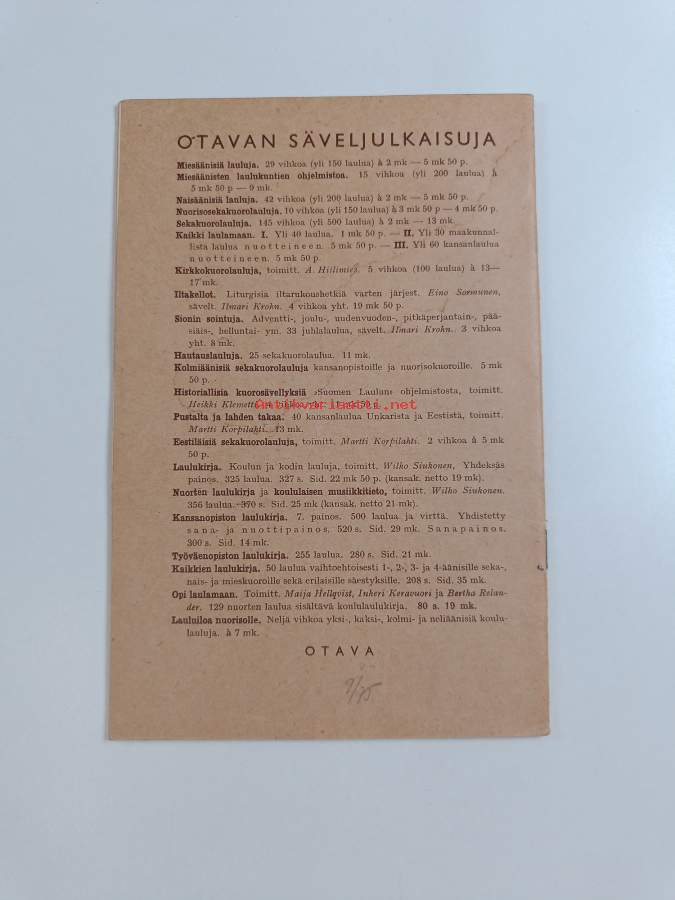 OTAVAN SÄVELJULKAISUJA
Miesäänisiä lauluja. 29 vihkoa (yli 150 laulua) à 2 mk — 5 mk 50 p.
Miesäänisten laulukuntien ohjelmistoa. 15 vihkoa (yli 200 laulua) à
5 mk 50 p — 9 mk.
Naisäänisiä lauluja. 42 vihkoa (yli 200 laulua) à 2 mk — 5 mk 50 p.
Nuorisosekakuorolauluja. 10 vihkoa (yli 150 laulua) à 3 mk 50 p — 4 mk 50 p.
Sekakuorolauluja. 145 vihkoa (yli 500 laulua) à 2 mk — 13 mk.
Kaikki laulamaan. I. Yli 40 laulua. 1 mk 50 p. — II. Yli 30 maakunnal-
lista laulua nuotteineen. 5 mk 50 p. — III. Yli 60 kansanlaulua
nuotteineen. 5 mk 50 p.
Kirkkokuorolauluja, toimitt. A. Hiilimies. 5 vihkoa (100 laulua) à 13—
17 mk.
Iltakellot. Liturgisia iltarukoushetkiä varten järjest. Eino Sormunen,
sävelt. Ilmari Krohn. 4 vihkoa yht. 19 mk 50 p.
Sionin sointuja. Adventti-, joulu-, uudenvuoden-, pitkäperjantain-, pää-
siäis-, helluntai- ym. 33 juhlalaulua, sävelt. Ilmari Krohn. 3 vihkoa
yht. 8 mk.
Hautauslauluja. 25 sekakuorolaulua. 11 mk.
Kolmiäänisiä sekakuorolauluja kansanopistoille ja nuorisokuoroille. 5 mk
50 p.
Historiallisia kuorosävellyksiä »Suomen Laulun» ohjelmistosta, toimitt.
Heikki Klemetti.
Antikvariaatti.net
Pustalta ja lahden takaa. 40 kansanlaulua Unkarista ja Eestistä, toimitt.
Martti Korpilahti. 13 mk.
Eestiläisiä sekakuorolauluja, toimitt. Martti Korpilahti. 2 vihkoa à 5 mk
50 p.
Laulukirja. Koulun ja kodin lauluja, toimitt. Wilho Siukonen, Yhdeksäs
painos. 325 laulua. 327 s. Sid. 22 mk 50 p. (kansak. netto 19 mk).
Nuorten laulukirja ja koululaisen musiikkitieto, toimitt. Wilho Siukonen.
356 laulua. 370 s. Sid. 25 mk (kansak. netto 21 mk).
Kansanopiston laulukirja. 7. painos. 500 laulua ja virttä. Yhdistetty
sana- ja nuottipainos. 520 s. Sid. 29 mk. Sanapainos.
300 s. Sid. 14 mk.
Työväenopiston laulukirja. 255 laulua. 280 s. Sid. 21 mk.
Kaikkien laulukirja. 50 laulua vaihtoehtoisesti 1-, 2-, 3- ja 4-äänisille seka-,
nais- ja mieskuoroille sekä erilaisille säestyksille. 208 s. Sid. 35 mk.
Opi laulamaan. Toimitt. Maija Hellqvist, Inkeri Keravuori ja Bertha Relan-
der. 129 nuorten laulua sisältävä koululaulukirja. 80 s. 19 mk.
Lauluiloa nuorisolle. Neljä vihkoa yksi-, kaksi-, kolmi- ja neliäänisiä koulu-
lauluja. à 7 mk.
OTAVA
9/75